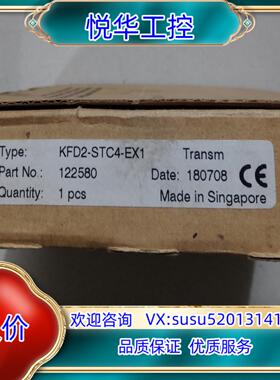 悦华工控
Type: KFD2-STC4-EX1 Transm
Part No.: 122580 Date: 180708 CE
Quantity: 1 pcs Made in Singapore
价
欢迎咨询 VX:susu52013141
品质保证 优质服务